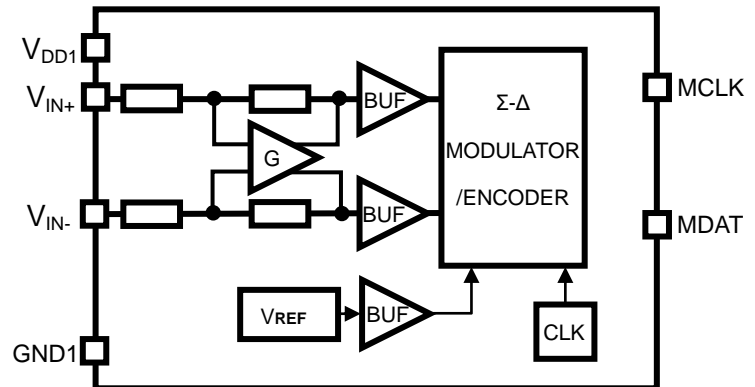 VDD1
VIN+
BUF
Σ-Δ
MODULATOR
/ENCODER
MCLK
G
VIN-
BUF
MDAT
VREF
BUF
CLK
GND1